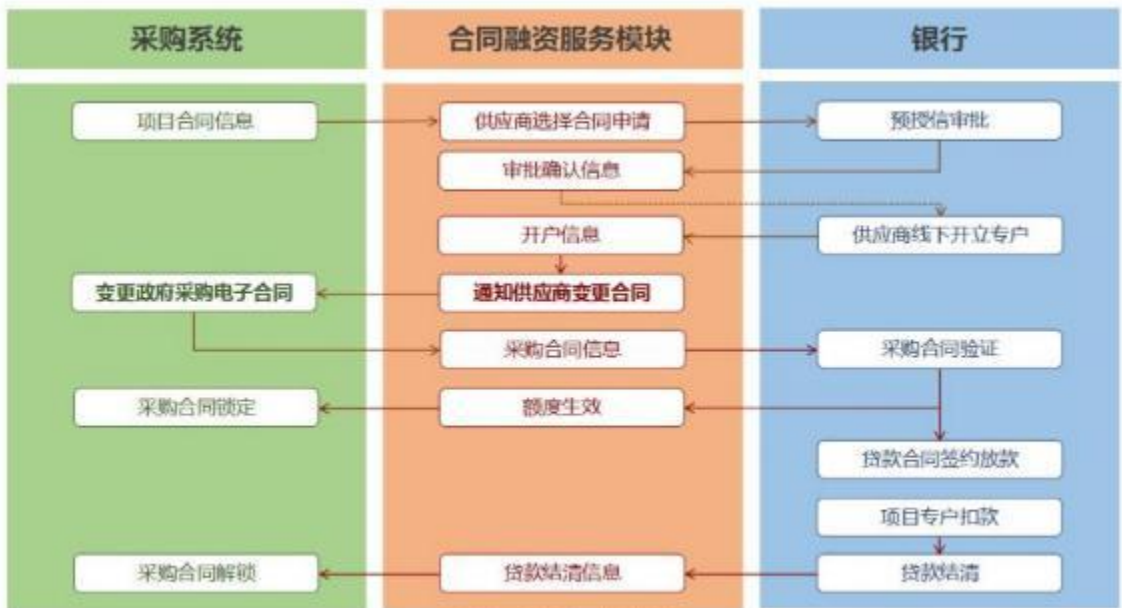 采购系统
合同融资服务模块
银行
项目合同信息
供应商选择合同申请
预授信审批
审批确认信息
开户信息
供应商线下开立专户
变更政府采购电子合同
通知供应商变更合同
采购合同信息
采购合同验证
采购合同锁定
额度生效
贷款合同签约放款
项目专户扣款
采购合同解锁
贷款结清信息
贷款结清